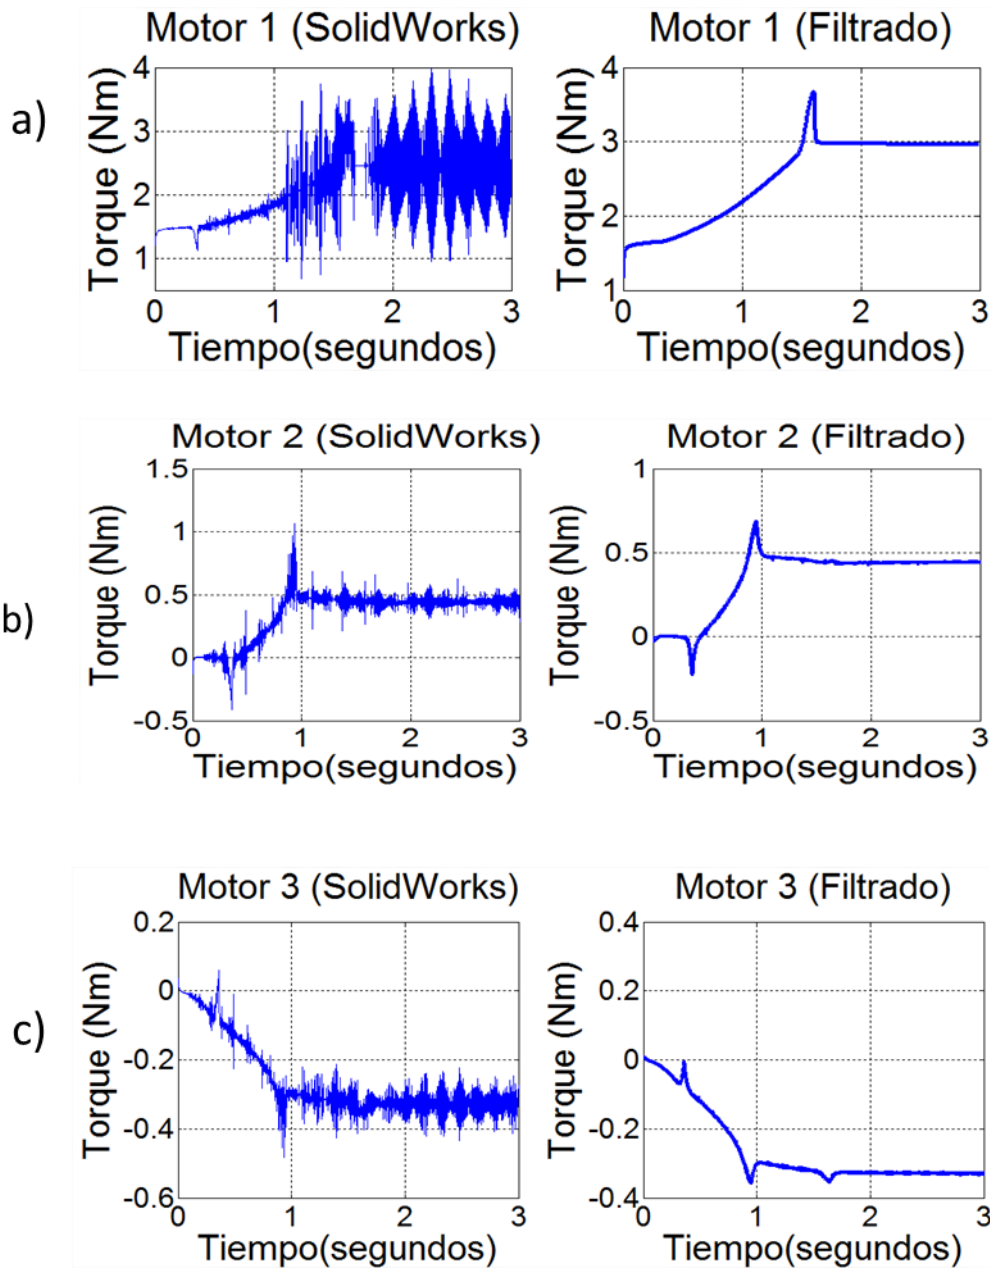 a)
Motor 1 (SolidWorks)
Torque (Nm)
4
3
2
1
0 1 2 3
Tiempo(segundos)
Motor 1 (Filtrado)
Torque (Nm)
4
3
2
1
0 1 2 3
Tiempo(segundos)
b)
Motor 2 (SolidWorks)
Torque (Nm)
1.5
1
0.5
0
-0.5
0 1 2 3
Tiempo(segundos)
Motor 2 (Filtrado)
Torque (Nm)
1
0.5
0
-0.5
0 1 2 3
Tiempo(segundos)
c)
Motor 3 (SolidWorks)
Torque (Nm)
0.2
0
-0.2
-0.4
-0.6
0 1 2 3
Tiempo(segundos)
Motor 3 (Filtrado)
Torque (Nm)
0.4
0.2
0
-0.2
-0.4
0 1 2 3
Tiempo(segundos)